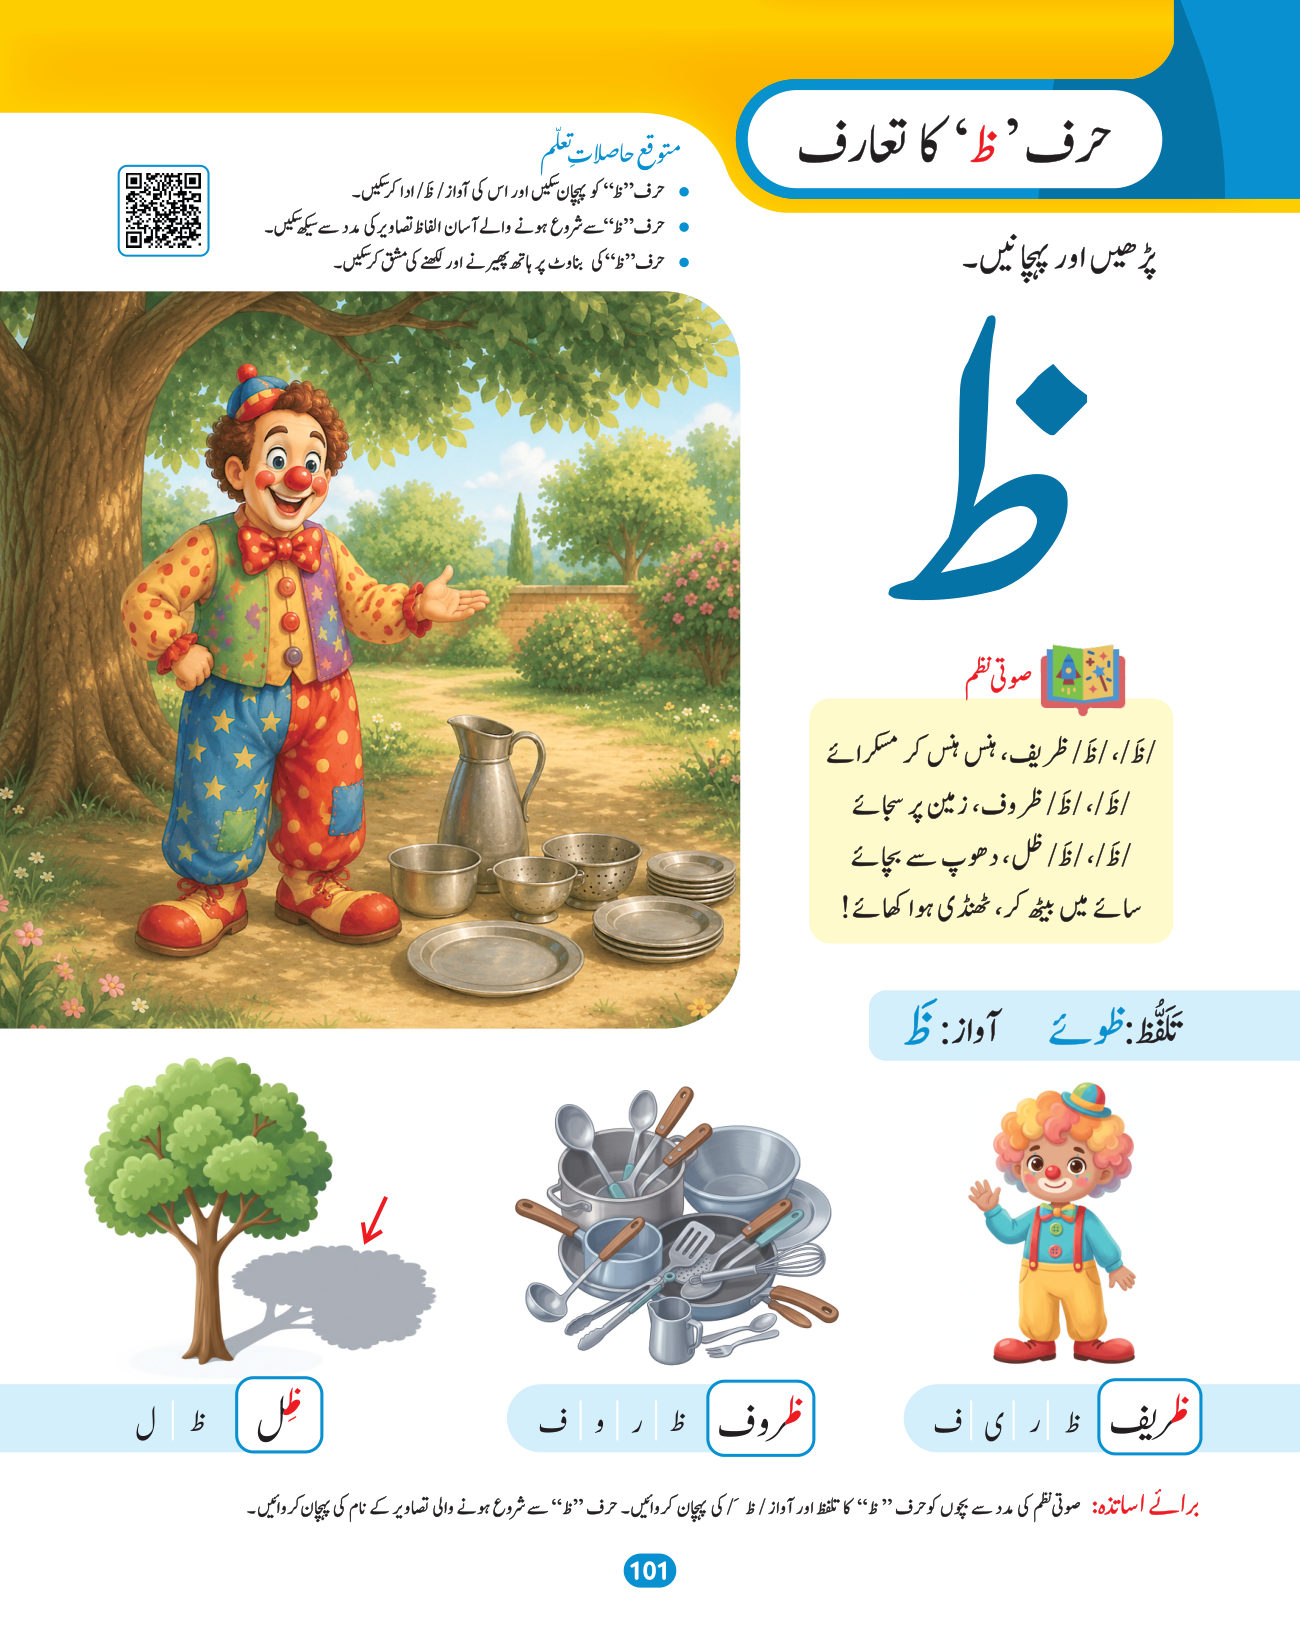 حرف ’ظ‘ کا تعارف
متوقع حاصلاتِ تعلّم
حرف ”ظ“ کو پہچان سکیں اور اس کی آواز / ظَ / ادا کرسکیں۔
حرف ”ظ“ سے شروع ہونے والے آسان الفاظ تصاویر کی مدد سے سیکھ سکیں۔
حرف ”ظ“ کی بناوٹ پر ہاتھ پھیرنے اور لکھنے کی مشق کرسکیں۔
پڑھیں اور پہچانیں۔
ظ
صوتی نظم
/ظَ/، /ظَ/ ظریف، ہنس ہنس کر مسکرائے
/ظَ/، /ظَ/ ظروف، زمین پر سجائے
/ظَ/، /ظَ/ ظل، دھوپ سے بچائے
سائے میں بیٹھ کر، ٹھنڈی ہوا کھائے!
تَلَفُّظ: ظوئے آواز: ظَ
ظریف ظ ر ی ف
ظروف ظ ر و ف
ظِل ظ ل
برائے اساتذہ: صوتی نظم کی مدد سے بچوں کو حرف ”ظ“ کا تلفظ اور آواز / ظَ / کی پہچان کروائیں۔ حرف ”ظ“ سے شروع ہونے والی تصاویر کے نام کی پہچان کروائیں۔
101